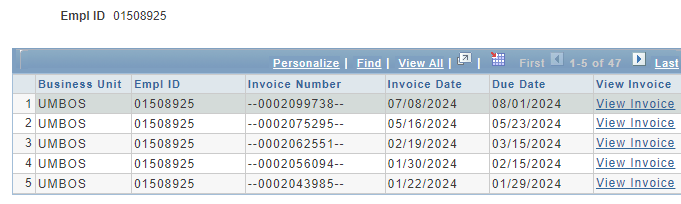 Empl ID 01508925
Personalize | Find | View All | | First 1-5 of 47 Last
Business Unit Empl ID Invoice Number Invoice Date Due Date View Invoice
1 UMBOS 01508925 --0002099738-- 07/08/2024 08/01/2024 View Invoice
2 UMBOS 01508925 --0002075295-- 05/16/2024 05/23/2024 View Invoice
3 UMBOS 01508925 --0002062551-- 02/19/2024 03/15/2024 View Invoice
4 UMBOS 01508925 --0002056094-- 01/30/2024 02/15/2024 View Invoice
5 UMBOS 01508925 --0002043985-- 01/22/2024 01/29/2024 View Invoice